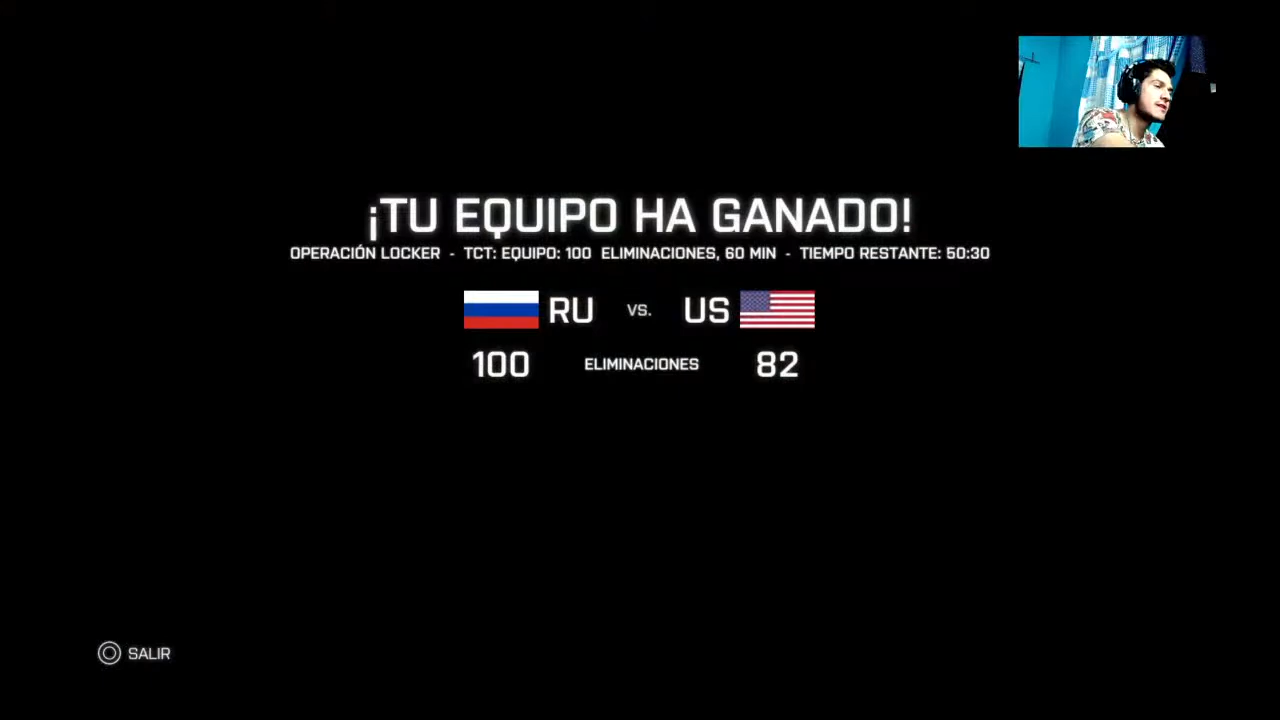 ¡TU EQUIPO HA GANADO!
OPERACIÓN LOCKER - TCT: EQUIPO: 100 ELIMINACIONES, 60 MIN - TIEMPO RESTANTE: 50:30
RU VS. US
100 ELIMINACIONES 82
SALIR